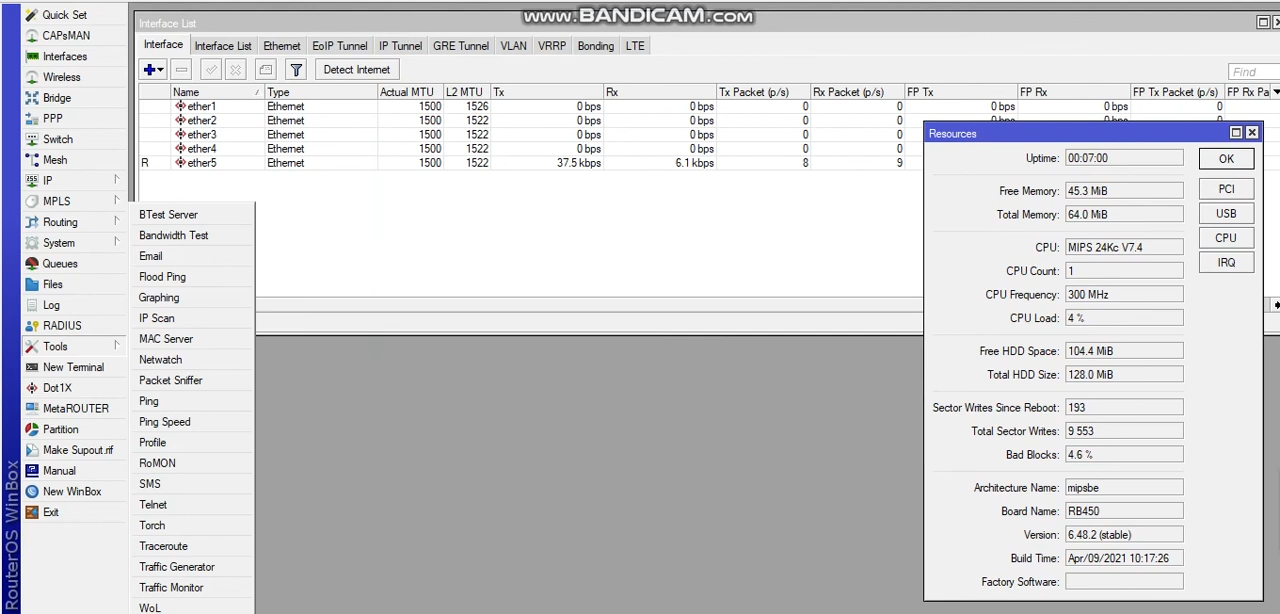 www.BANDICAM.com
Quick Set
CAPsMAN
Interfaces
Wireless
Bridge
PPP
Switch
Mesh
IP
MPLS
Routing
System
Queues
Files
Log
RADIUS
Tools
New Terminal
Dot1X
MetaROUTER
Partition
Make Supout.rif
Manual
New WinBox
Exit
RouterOS WinBox
Interface List
Interface Interface List Ethernet EoIP Tunnel IP Tunnel GRE Tunnel VLAN VRRP Bonding LTE
Detect Internet
Find
Name Type Actual MTU L2 MTU Tx Rx Tx Packet (p/s) Rx Packet (p/s) FP Tx FP Rx FP Tx Packet (p/s) FP Rx Pa
ether1 Ethernet 1500 1526 0 bps 0 bps 0 0 0 bps 0 bps 0
ether2 Ethernet 1500 1522 0 bps 0 bps 0 0 0 bps 0 bps 0
ether3 Ethernet 1500 1522 0 bps 0 bps 0 0
ether4 Ethernet 1500 1522 0 bps 0 bps 0 0
R ether5 Ethernet 1500 1522 37.5 kbps 6.1 kbps 8 9
BTest Server
Bandwidth Test
Email
Flood Ping
Graphing
IP Scan
MAC Server
Netwatch
Packet Sniffer
Ping
Ping Speed
Profile
RoMON
SMS
Telnet
Torch
Traceroute
Traffic Generator
Traffic Monitor
WoL
Resources
Uptime: 00:07:00
Free Memory: 45.3 MiB
Total Memory: 64.0 MiB
CPU: MIPS 24Kc V7.4
CPU Count: 1
CPU Frequency: 300 MHz
CPU Load: 4 %
Free HDD Space: 104.4 MiB
Total HDD Size: 128.0 MiB
Sector Writes Since Reboot: 193
Total Sector Writes: 9 553
Bad Blocks: 4.6 %
Architecture Name: mipsbe
Board Name: RB450
Version: 6.48.2 (stable)
Build Time: Apr/09/2021 10:17:26
Factory Software:
OK
PCI
USB
CPU
IRQ